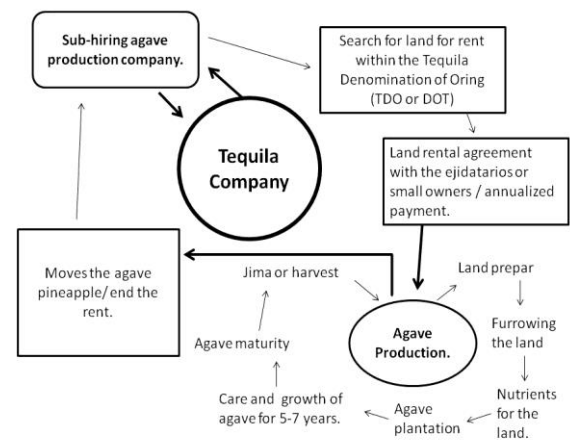 Sub-hiring agave
production company.
Search for land for rent
within the Tequila
Denomination of Oring
(TDO or DOT)
Tequila
Company
Land rental agreement
with the ejidatarios or
small owners / annualized
payment.
Moves the agave
pineapple/ end the
rent.
Jima or harvest
Land prepar
Agave
Production.
Furrowing
the land
Agave maturity
Nutrients
for the
land.
Care and growth of
agave for 5-7 years.
Agave
plantation